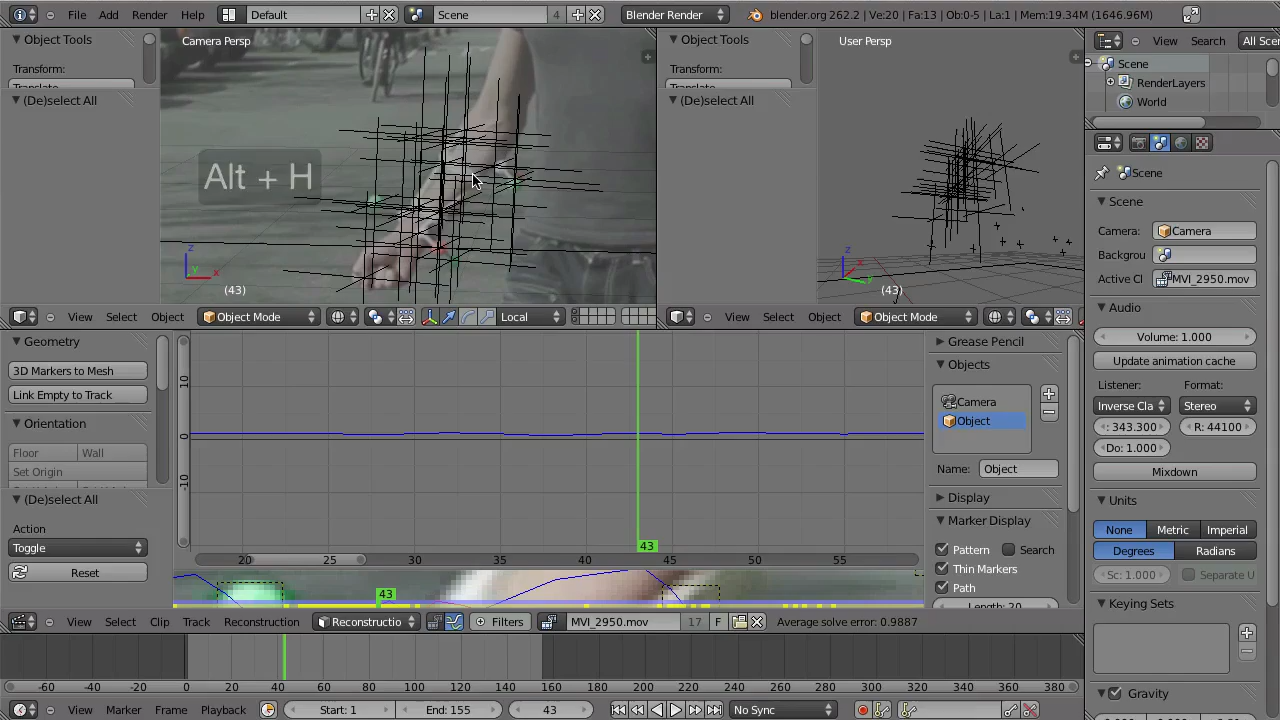 File Add Render Help Default Scene 4 Blender Render blender.org 262.2 | Ve:20 | Fa:13 | Ob:0-5 | La:1 | Mem:19.34M (1646.96M)
Object Tools
Transform:
(De)select All
Camera Persp
Alt + H
z
y
x
(43)
Object Tools
Transform:
(De)select All
User Persp
z
x
y
(43)
View Select Object Object Mode Local
View Select Object Object Mode
View Search All Sce
Scene
RenderLayers
World
Scene
Scene
Camera: Camera
Backgrou
Active Cl MVI_2950.mov
Audio
Volume: 1.000
Update animation cache
Listener: Format:
Inverse Cla Stereo
: 343.300 R: 44100
Do: 1.000
Mixdown
Units
None Metric Imperial
Degrees Radians
Sc: 1.000 Separate U
Keying Sets
Gravity
Geometry
3D Markers to Mesh
Link Empty to Track
Orientation
Floor Wall
Set Origin
(De)select All
Action
Toggle
Reset
10
0
-10
43
20 25 30 35 40 45 50 55
43
Grease Pencil
Objects
Camera
Object
Name: Object
Display
Marker Display
Pattern Search
Thin Markers
Path
Length: 20
View Select Clip Track Reconstruction Reconstructio Filters MVI_2950.mov 17 F Average solve error: 0.9887
-60 -40 -20 0 20 40 60 80 100 120 140 160 180 200 220 240 260 280 300 320 340 360 380
View Marker Frame Playback Start: 1 End: 155 43 No Sync